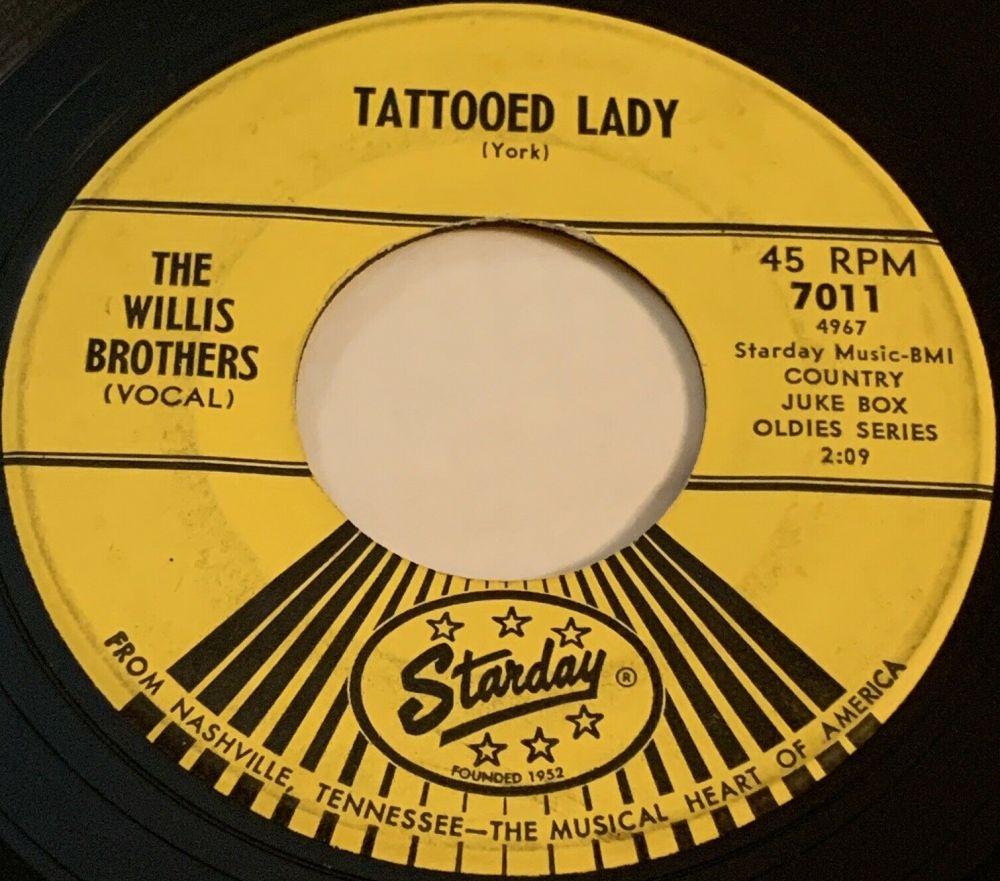 TATTOOED LADY
(York)
THE
WILLIS
BROTHERS
(VOCAL)
45 RPM
7011
4967
Starday Music-BMI
COUNTRY
JUKE BOX
OLDIES SERIES
2:09
Starday ®
FOUNDED 1952
FROM NASHVILLE, TENNESSEE—THE MUSICAL HEART OF AMERICA